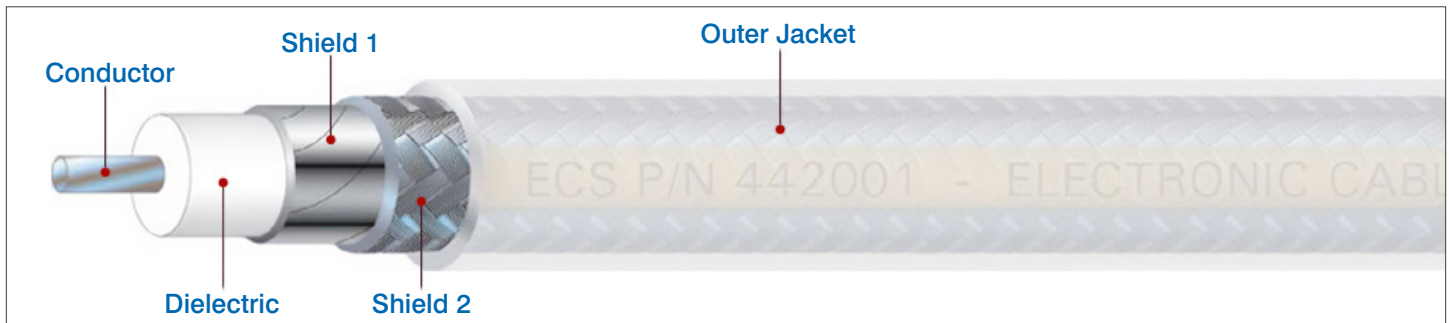 Shield 1
Outer Jacket
Conductor
ECS P/N 442001 - ELECTRONIC CABL
Dielectric
Shield 2